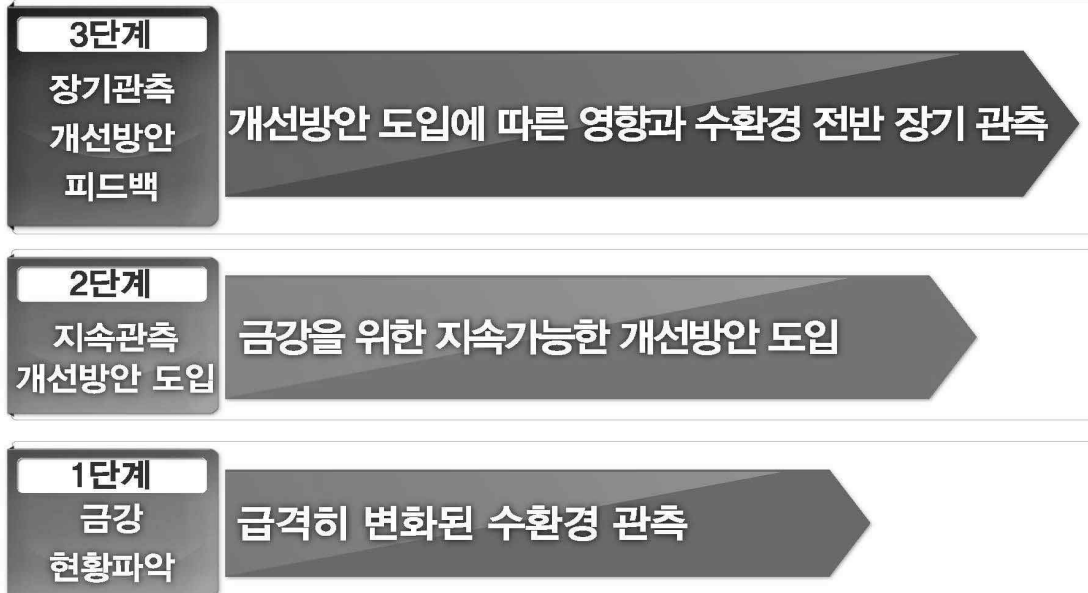 3단계
장기관측
개선방안
피드백
개선방안 도입에 따른 영향과 수환경 전반 장기 관측
2단계
지속관측
개선방안 도입
금강을 위한 지속가능한 개선방안 도입
1단계
금강
현황파악
급격히 변화된 수환경 관측